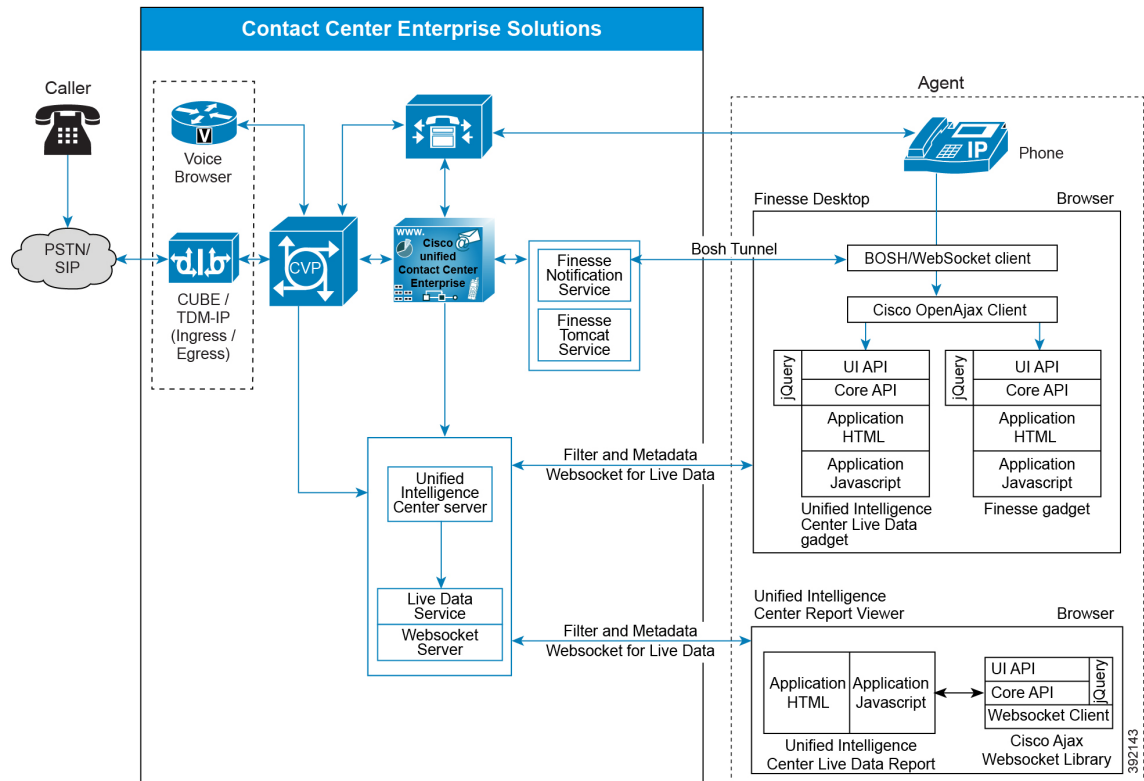 Contact Center Enterprise Solutions
Caller
Agent
V
Voice
Browser
IP
Phone
Finesse Desktop
Browser
PSTN/
SIP
CUBE /
TDM-IP
(Ingress /
Egress)
CVP
www.
Cisco
unified
Contact Center
Enterprise
Finesse
Notification
Service
Finesse
Tomcat
Service
Bosh Tunnel
BOSH/WebSocket client
Cisco OpenAjax Client
jQuery
UI API
Core API
Application
HTML
Application
Javascript
Unified Intelligence
Center Live Data
gadget
jQuery
UI API
Core API
Application
HTML
Application
Javascript
Finesse gadget
Filter and Metadata
Websocket for Live Data
Unified
Intelligence
Center server
Live Data
Service
Websocket
Server
Filter and Metadata
Websocket for Live Data
Unified Intelligence
Center Report Viewer
Browser
Application
HTML
Application
Javascript
Unified Intelligence
Center Live Data Report
UI API
Core API
jQuery
Websocket Client
Cisco Ajax
Websocket Library
392143